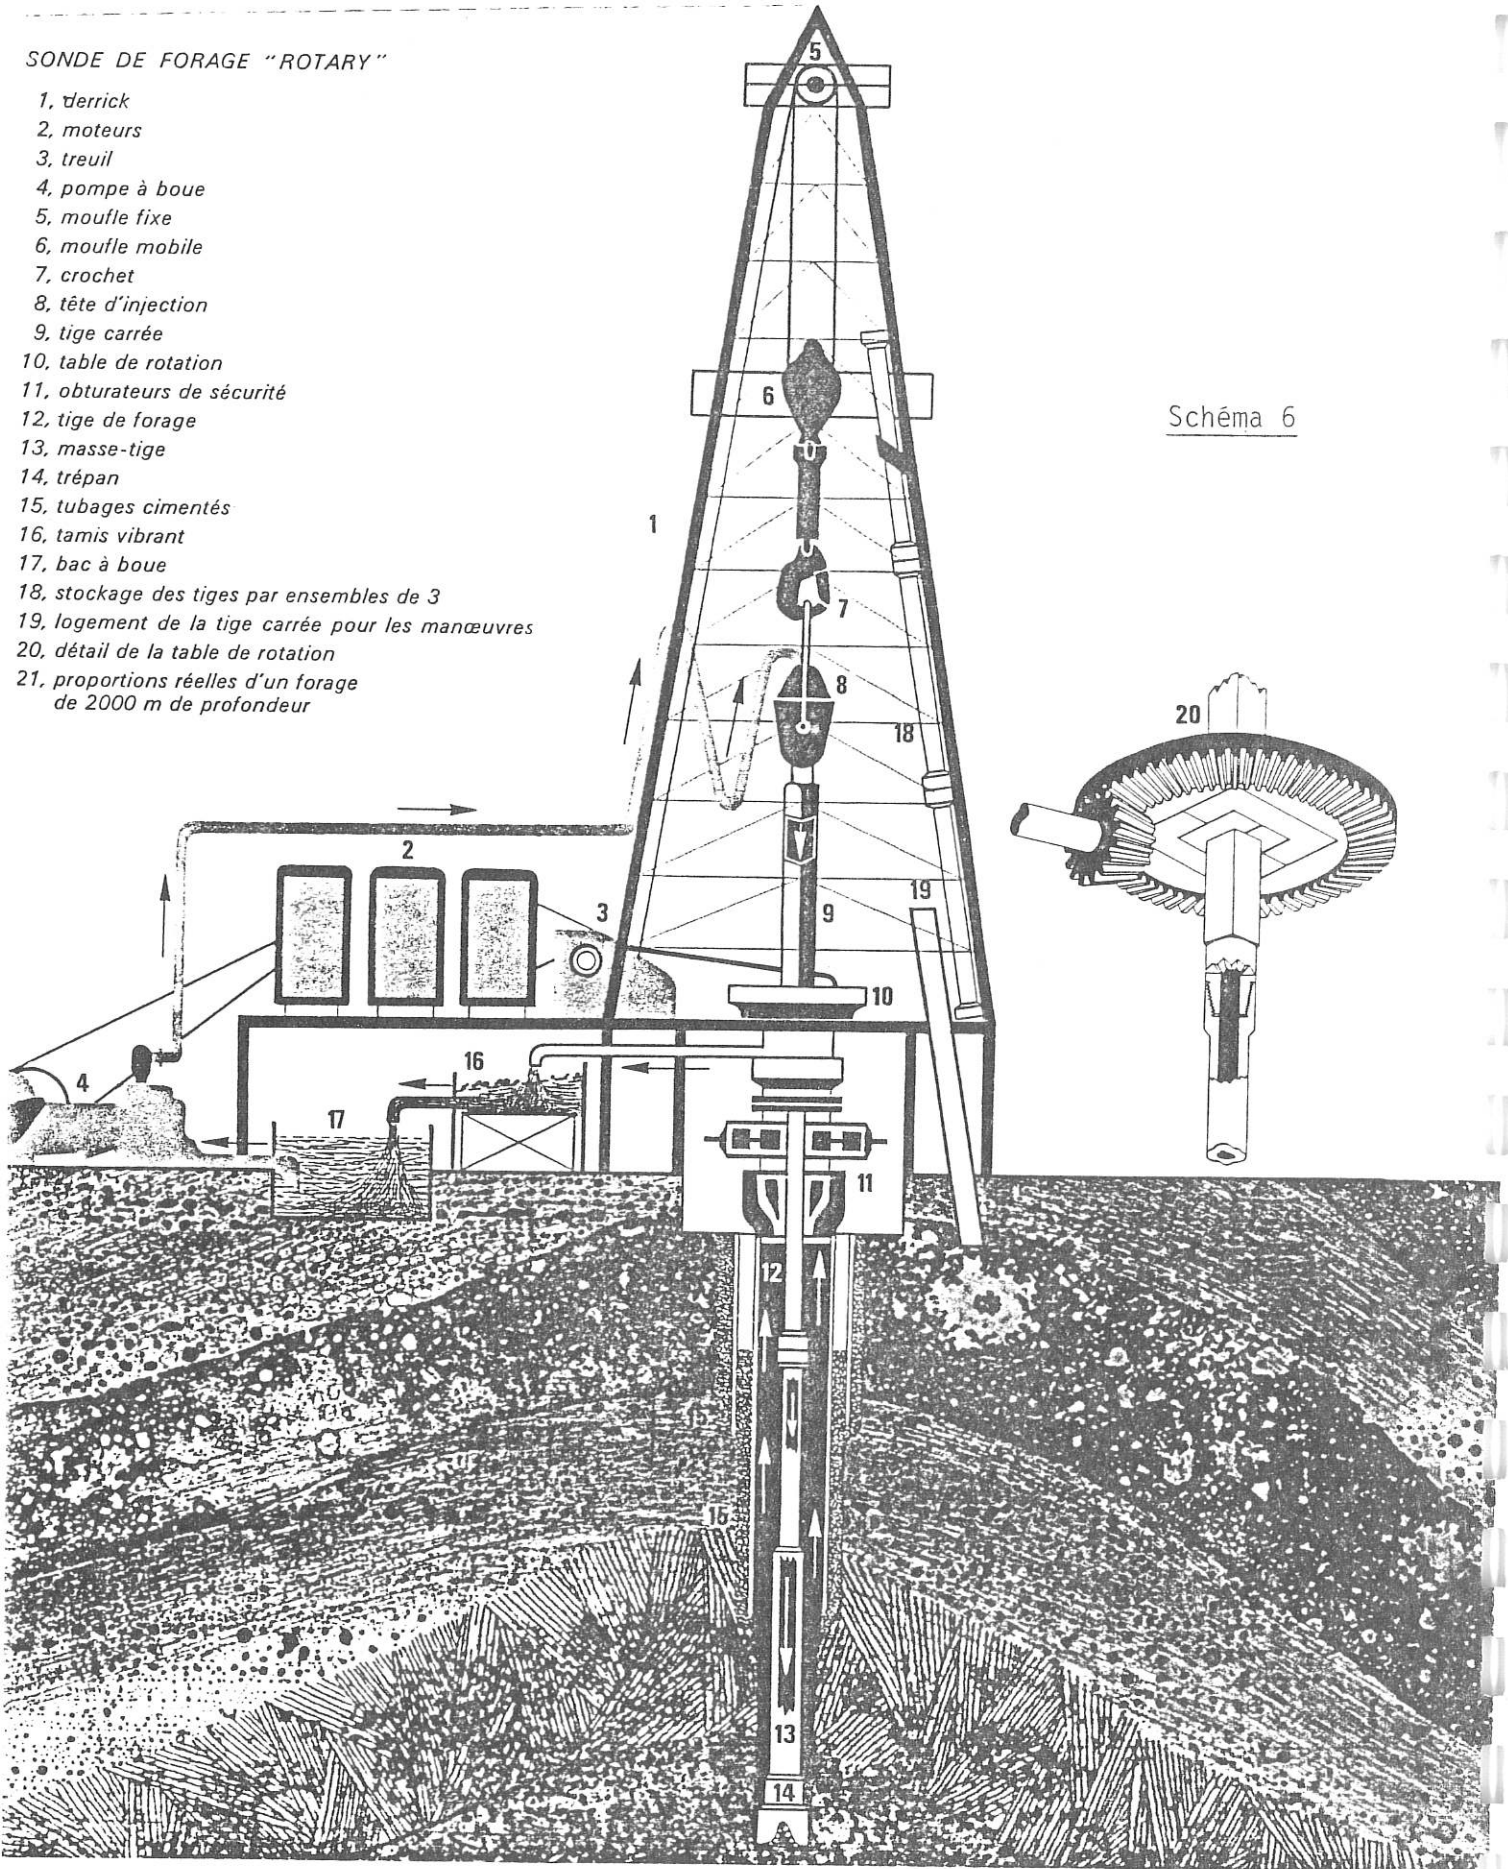 SONDE DE FORAGE "ROTARY"
1, derrick
2, moteurs
3, treuil
4, pompe à boue
5, moufle fixe
6, moufle mobile
7, crochet
8, tête d'injection
9, tige carrée
10, table de rotation
11, obturateurs de sécurité
12, tige de forage
13, masse-tige
14, trépan
15, tubages cimentés
16, tamis vibrant
17, bac à boue
18, stockage des tiges par ensembles de 3
19, logement de la tige carrée pour les manœuvres
20, détail de la table de rotation
21, proportions réelles d'un forage
de 2000 m de profondeur
Schéma 6
5
6
1
7
8
18
20
2
3
19
9
10
4
16
17
11
12
15
13
14